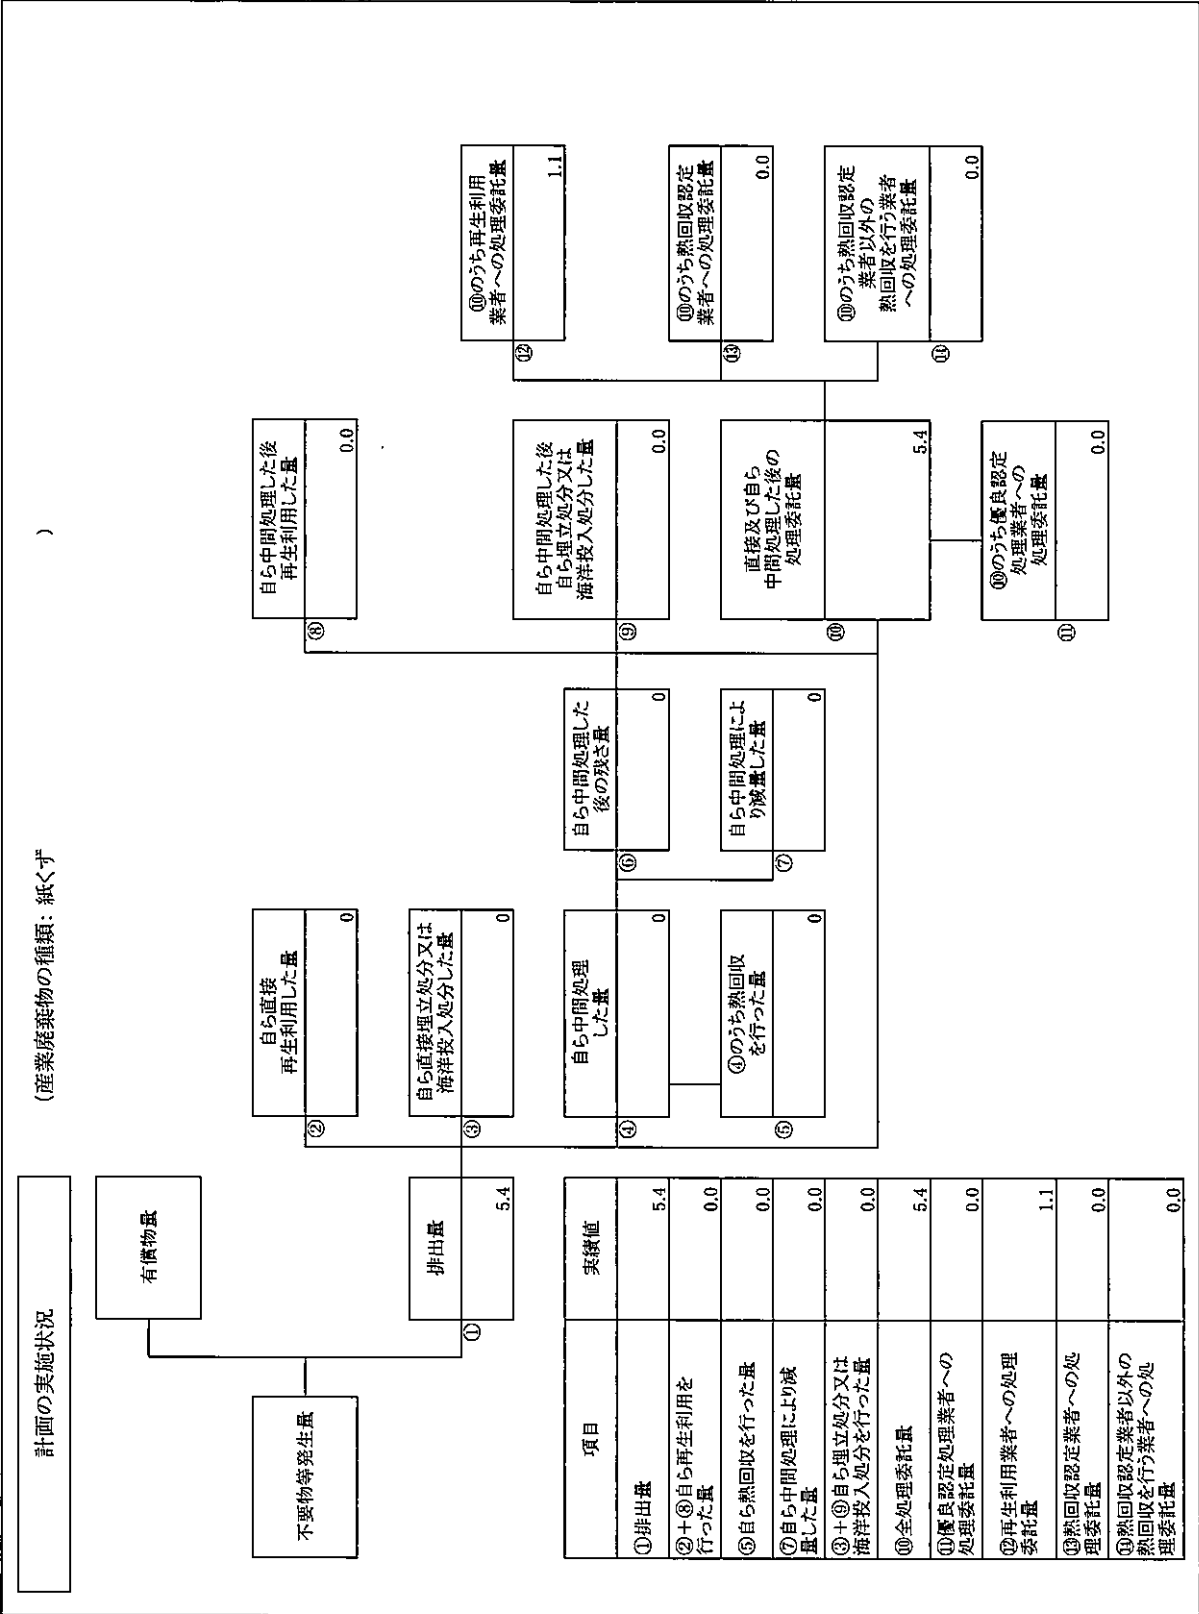 計画の実施状況
(産業廃棄物の種類: 紙くず                )
有償物量
不要物等発生量
排出量
①
5.4
自ら直接
再生利用した量
②
0
自ら直接埋立処分又は
海洋投入処分した量
③
0
自ら中間処理
した量
④
0
④のうち熱回収
を行った量
⑤
0
自ら中間処理した
後の残さ量
⑥
0
自ら中間処理によ
り減量した量
⑦
0
自ら中間処理した後
再生利用した量
⑧
0.0
自ら中間処理した後
自ら埋立処分又は
海洋投入処分した量
⑨
0.0
直接及び自ら
中間処理した後の
処理委託量
⑩
5.4
⑩のうち優良認定
処理業者への
処理委託量
⑪
0.0
⑩のうち再生利用
業者への処理委託量
⑫
1.1
⑩のうち熱回収認定
業者への処理委託量
⑬
0.0
⑩のうち熱回収認定
業者以外の
熱回収を行う業者
への処理委託量
⑭
0.0
項目 実績値
①排出量 5.4
②+⑧自ら再生利用を
行った量 0.0
⑤自ら熱回収を行った量 0.0
⑦自ら中間処理により減
量した量 0.0
③+⑨自ら埋立処分又は
海洋投入処分を行った量 0.0
⑩全処理委託量 5.4
⑪優良認定処理業者への
処理委託量 0.0
⑫再生利用業者への処理
委託量 1.1
⑬熱回収認定業者への処
理委託量 0.0
⑭熱回収認定業者以外の
熱回収を行う業者への処
理委託量 0.0